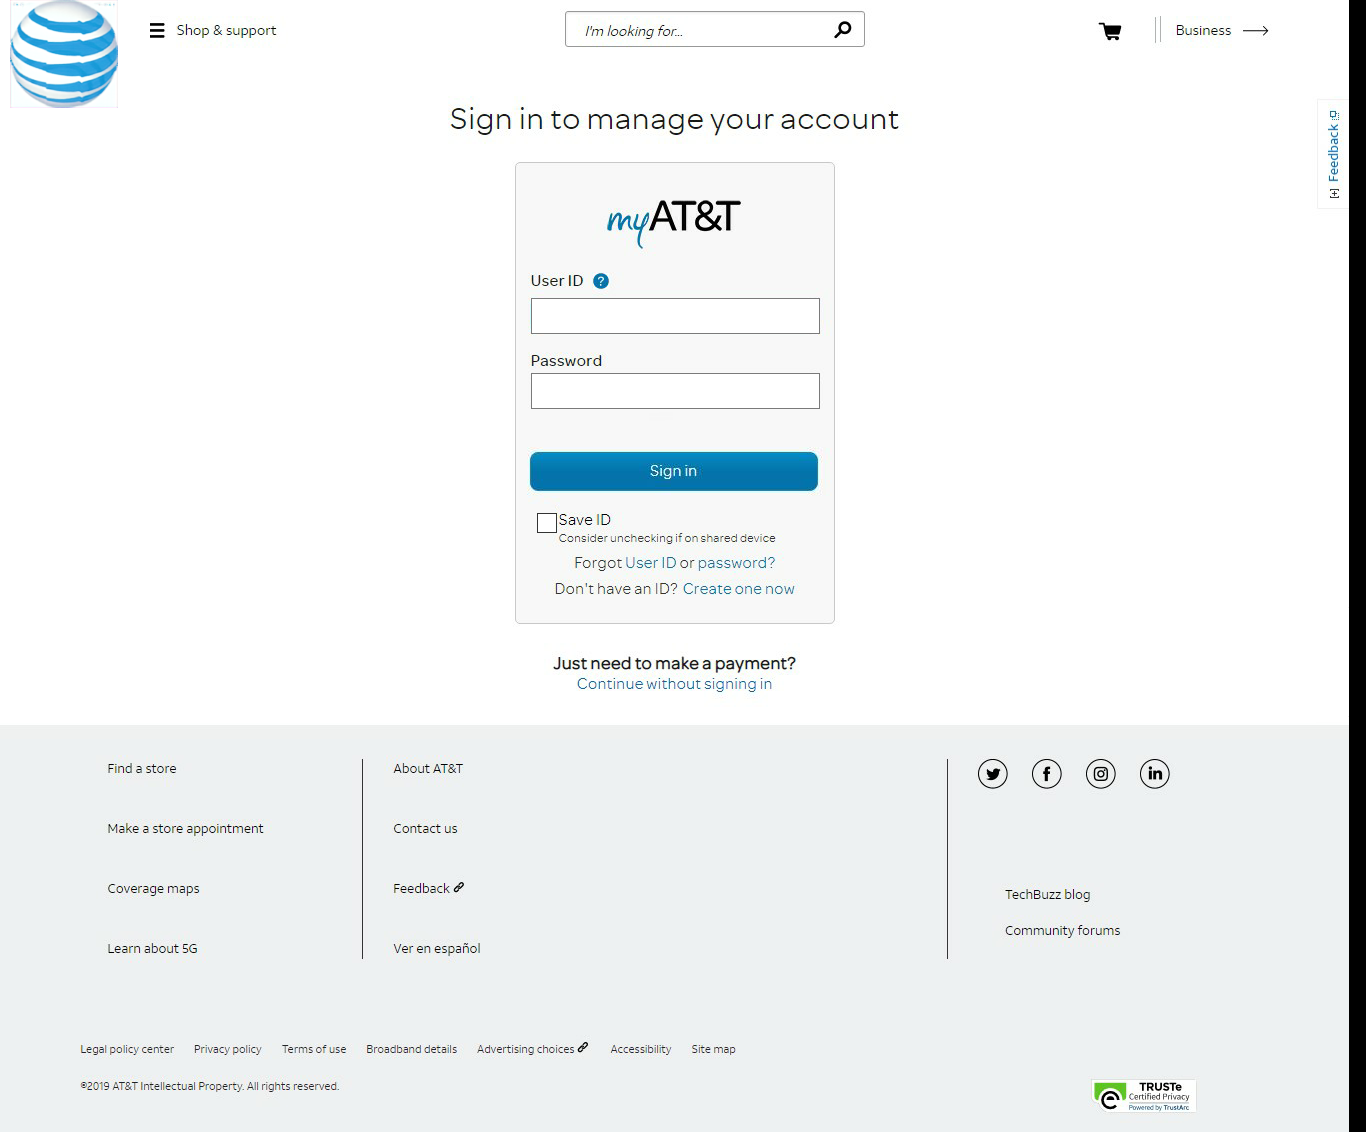 Shop & support
I'm looking for...
Business
Feedback
Sign in to manage your account
myAT&T
User ID ?
Password
Sign in
Save ID
Consider unchecking if on shared device
Forgot User ID or password?
Don't have an ID? Create one now
Just need to make a payment?
Continue without signing in
Find a store
Make a store appointment
Coverage maps
Learn about 5G
About AT&T
Contact us
Feedback
Ver en español
TechBuzz blog
Community forums
Legal policy center Privacy policy Terms of use Broadband details Advertising choices Accessibility Site map
©2019 AT&T Intellectual Property. All rights reserved.
TRUSTe
Certified Privacy
Powered by TrustArc